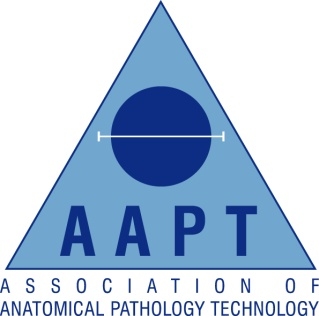 AAPT
ASSOCIATION OF
ANATOMICAL PATHOLOGY TECHNOLOGY